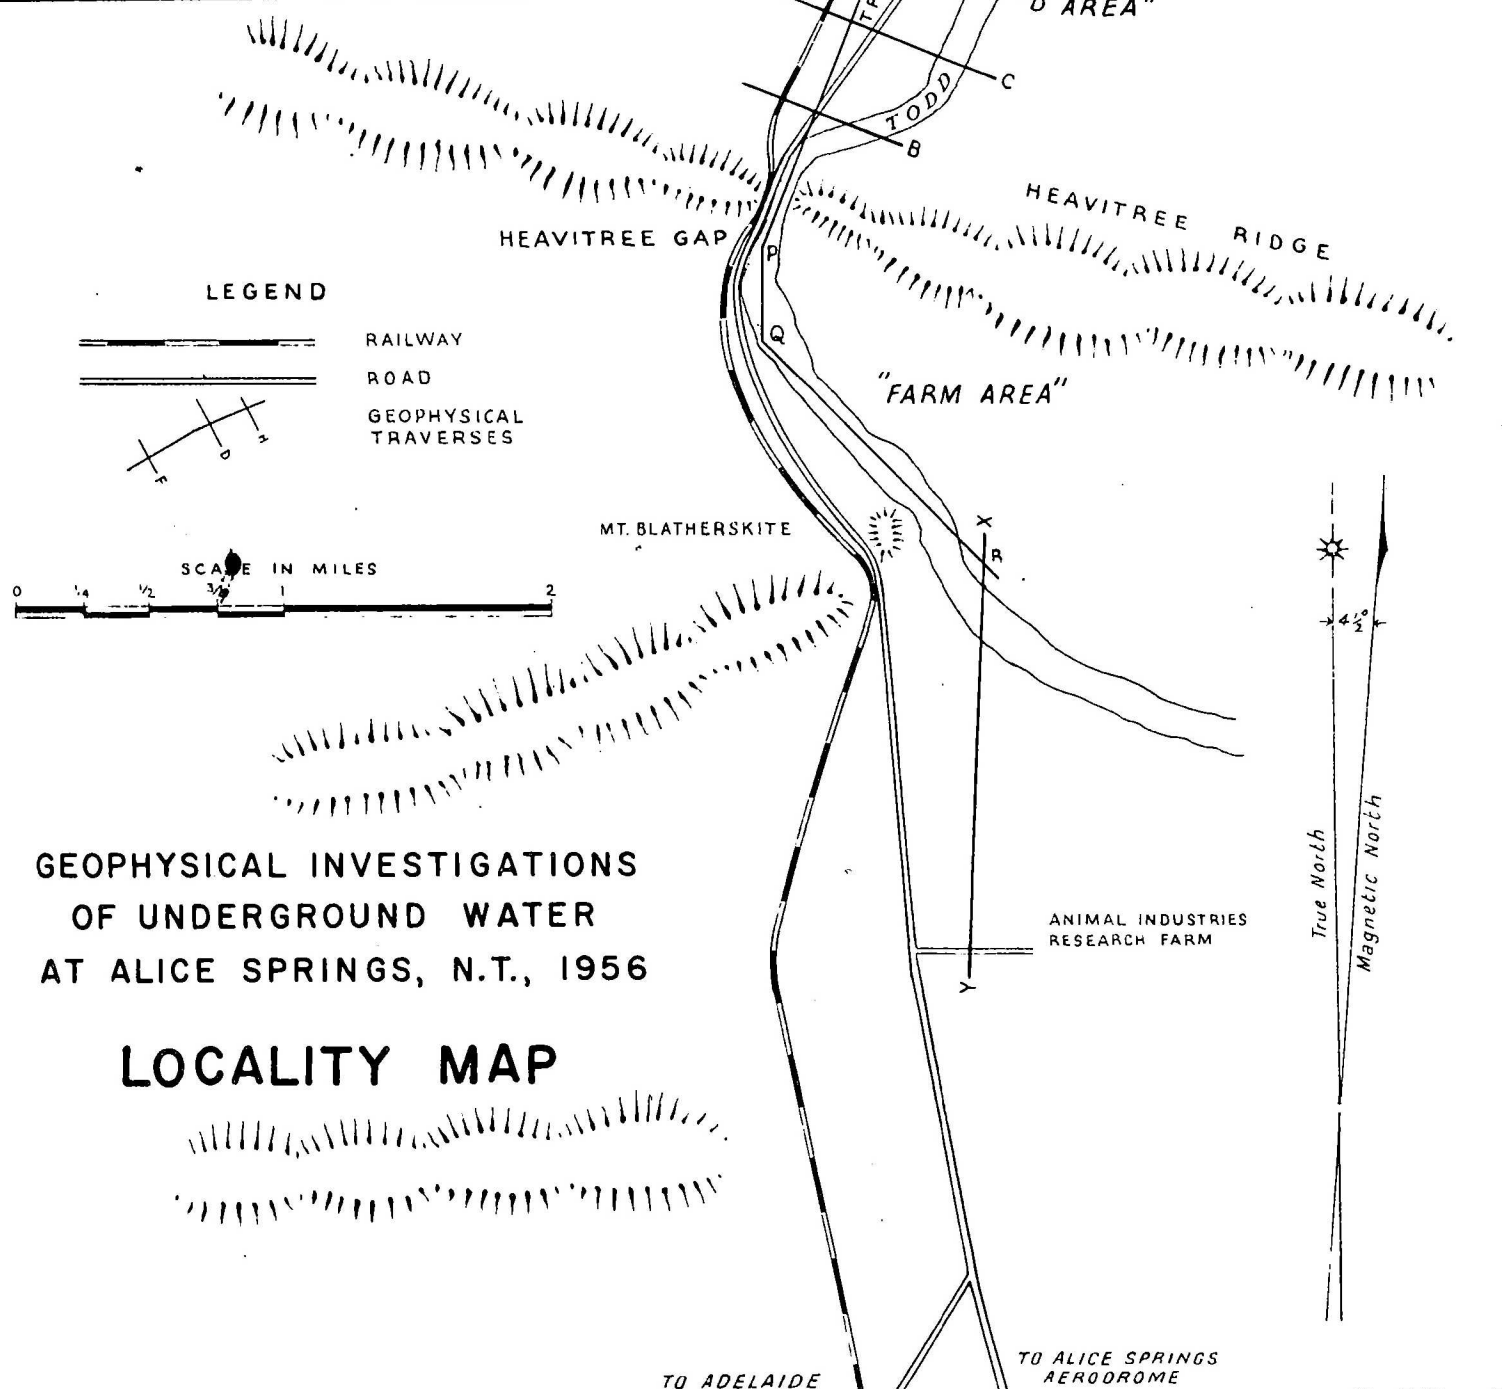 D AREA"
C
TODD
B
HEAVITREE RIDGE
HEAVITREE GAP
P
LEGEND
Q
RAILWAY
ROAD
"FARM AREA"
GEOPHYSICAL
TRAVERSES
F
D
H
MT. BLATHERSKITE
X
R
SCALE IN MILES
0 1/4 1/2 3/4 1 2
4½°
GEOPHYSICAL INVESTIGATIONS
OF UNDERGROUND WATER
AT ALICE SPRINGS, N.T., 1956
True North
Magnetic North
ANIMAL INDUSTRIES
RESEARCH FARM
Y
LOCALITY MAP
TO ALICE SPRINGS
AERODROME
TO ADELAIDE